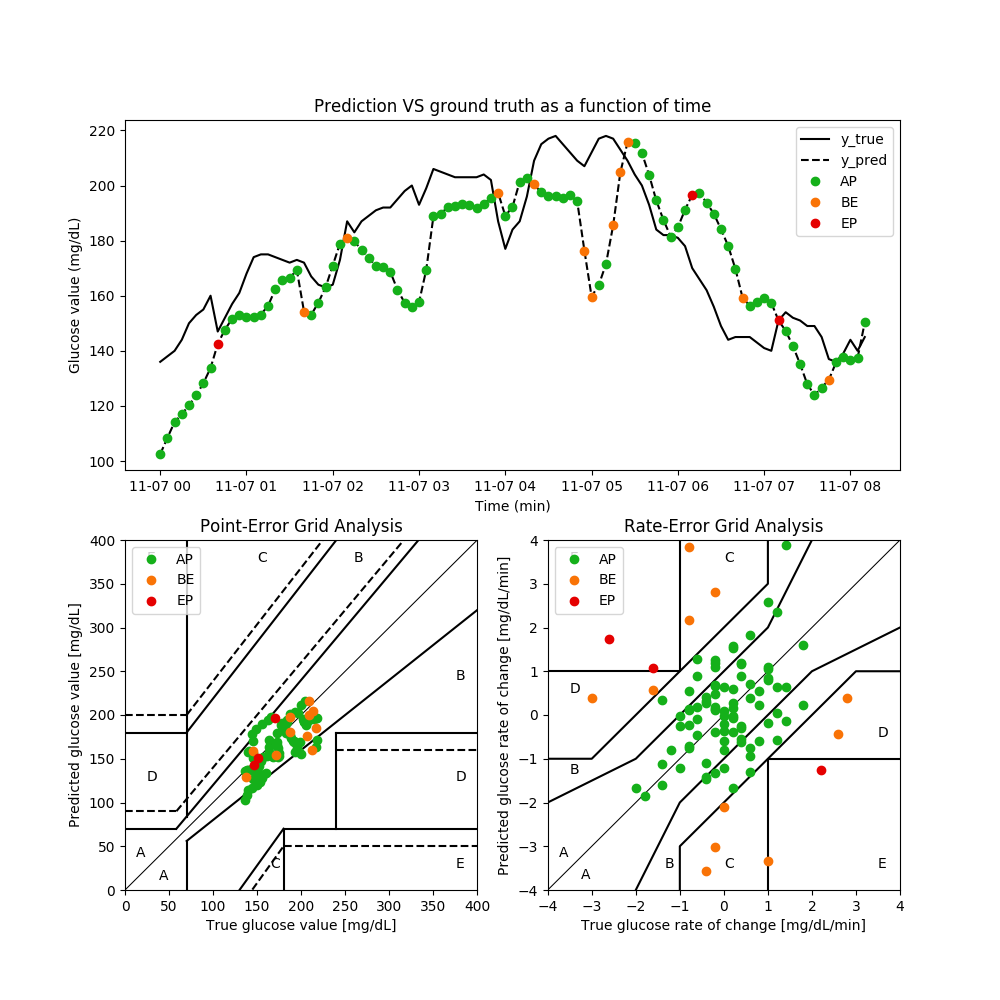 Prediction VS ground truth as a function of time
Glucose value (mg/dL)
220
200
180
160
140
120
100
y_true
y_pred
AP
BE
EP
11-07 00 11-07 01 11-07 02 11-07 03 11-07 04 11-07 05 11-07 06 11-07 07 11-07 08
Time (min)
Point-Error Grid Analysis
Predicted glucose value [mg/dl]
400
350
300
250
200
150
100
50
0
AP
BE
EP
C
B
B
D
D
A
A
C
E
0 50 100 150 200 250 300 350 400
True glucose value [mg/dL]
Rate-Error Grid Analysis
Predicted glucose rate of change [mg/dL/min]
4
3
2
1
0
−1
−2
−3
−4
AP
BE
EP
C
D
D
B
A
A
B
C
E
−4 −3 −2 −1 0 1 2 3 4
True glucose rate of change [mg/dL/min]